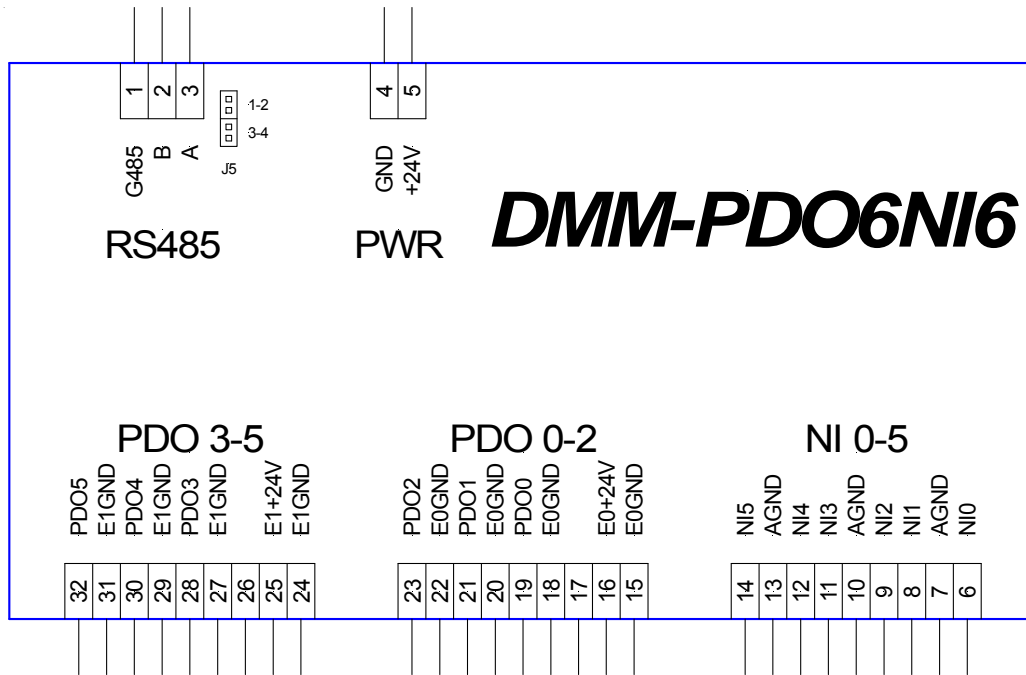 1 2 3
4 5
1-2
3-4
J5
G485 B A
GND +24V
RS485
PWR
DMM-PDO6NI6
PDO 3-5
PDO 0-2
NI 0-5
PDO5 E1GND PDO4 E1GND PDO3 E1GND E1+24V E1GND
PDO2 E0GND PDO1 E0GND PDO0 E0GND E0+24V E0GND
NI5 AGND NI4 NI3 AGND NI2 NI1 AGND NI0
32 31 30 29 28 27 26 25 24
23 22 21 20 19 18 17 16 15
14 13 12 11 10 9 8 7 6